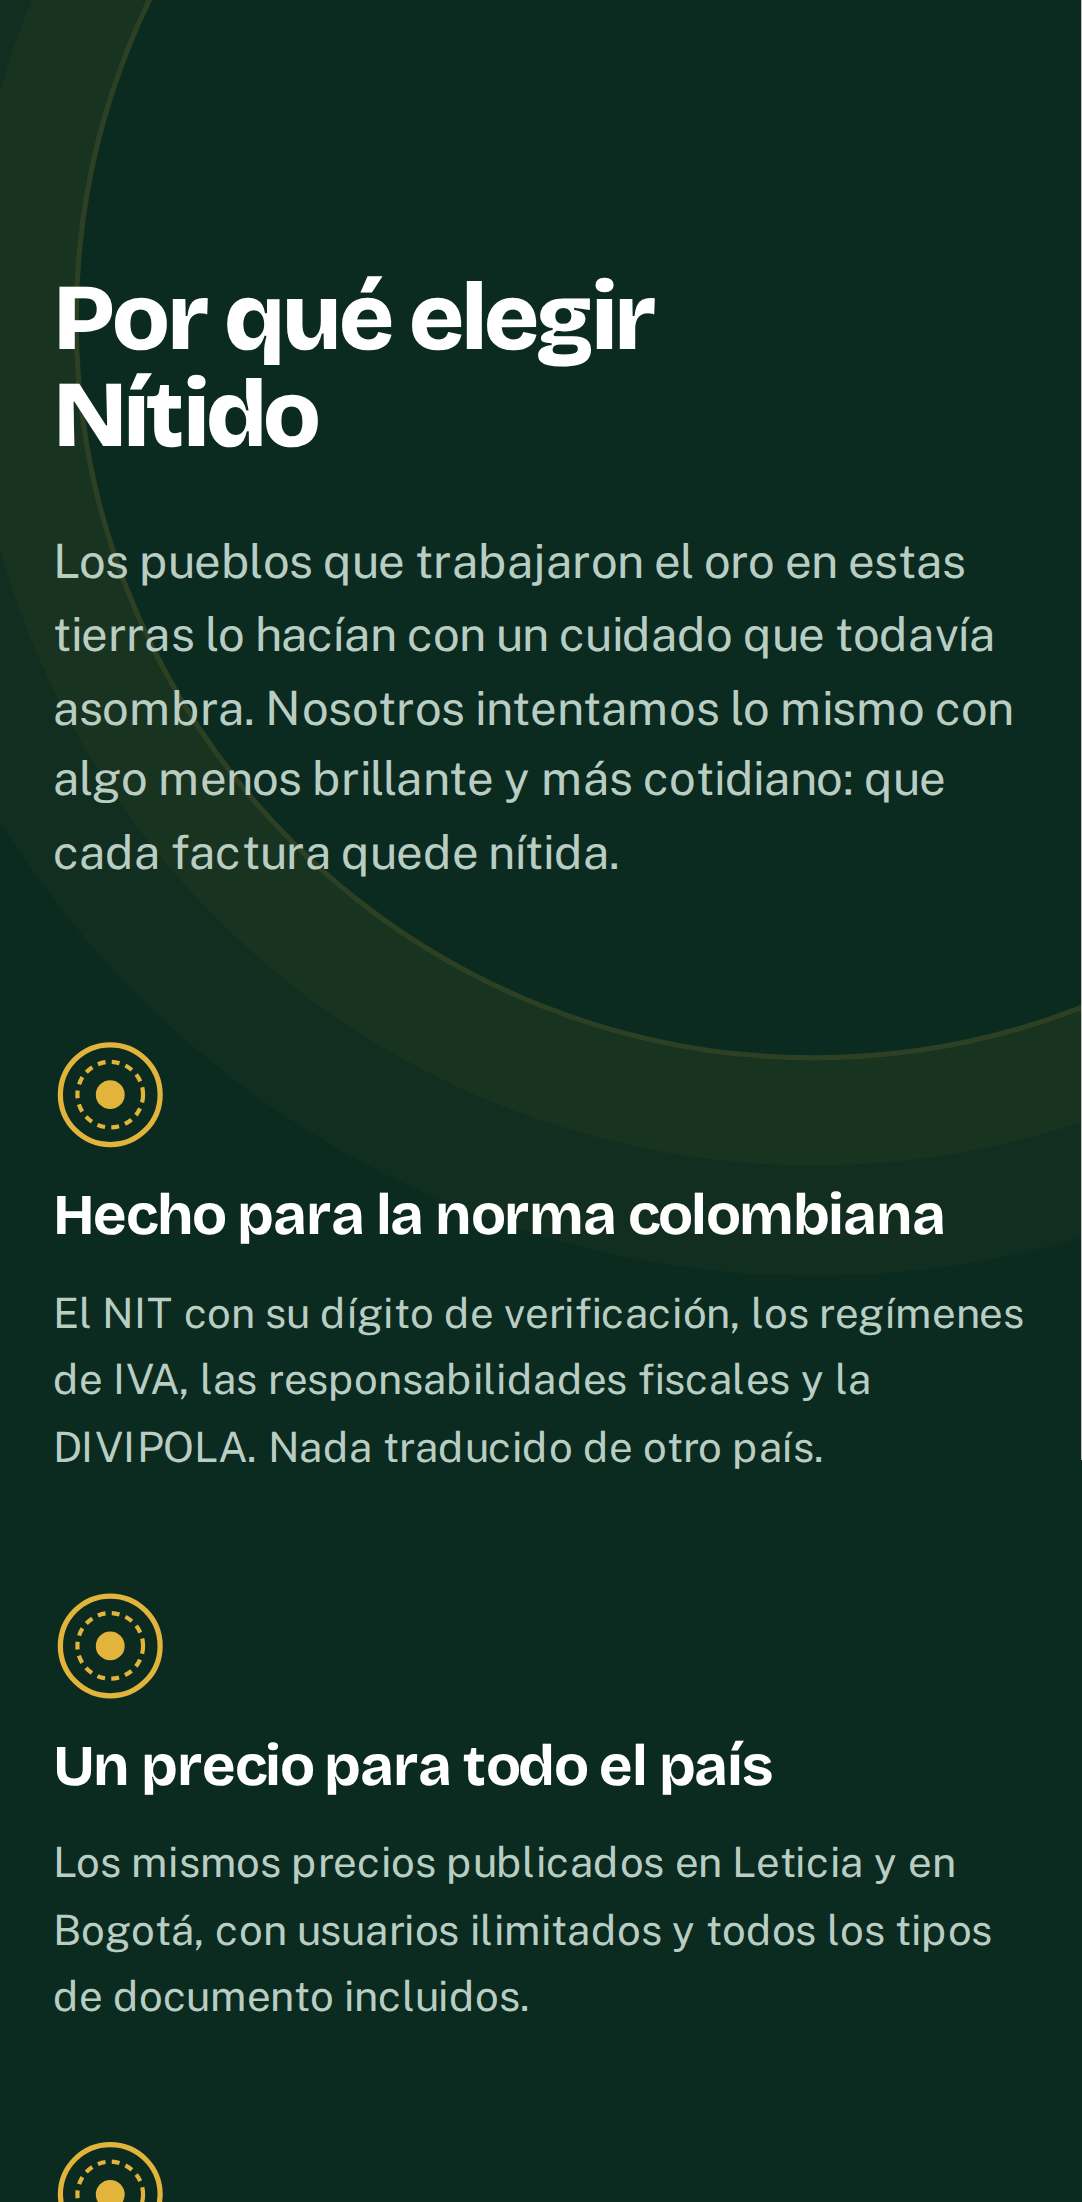 Por qué elegir
Nítido
Los pueblos que trabajaron el oro en estas
tierras lo hacían con un cuidado que todavía
asombra. Nosotros intentamos lo mismo con
algo menos brillante y más cotidiano: que
cada factura quede nítida.
Hecho para la norma colombiana
El NIT con su dígito de verificación, los regímenes
de IVA, las responsabilidades fiscales y la
DIVIPOLA. Nada traducido de otro país.
Un precio para todo el país
Los mismos precios publicados en Leticia y en
Bogotá, con usuarios ilimitados y todos los tipos
de documento incluidos.